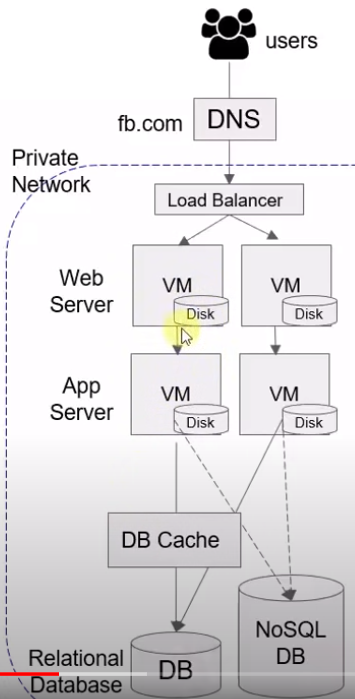 users
fb.com
DNS
Private
Network
Load Balancer
Web
Server
VM
Disk
VM
Disk
App
Server
VM
Disk
VM
Disk
DB Cache
NoSQL
DB
Relational
Database
DB